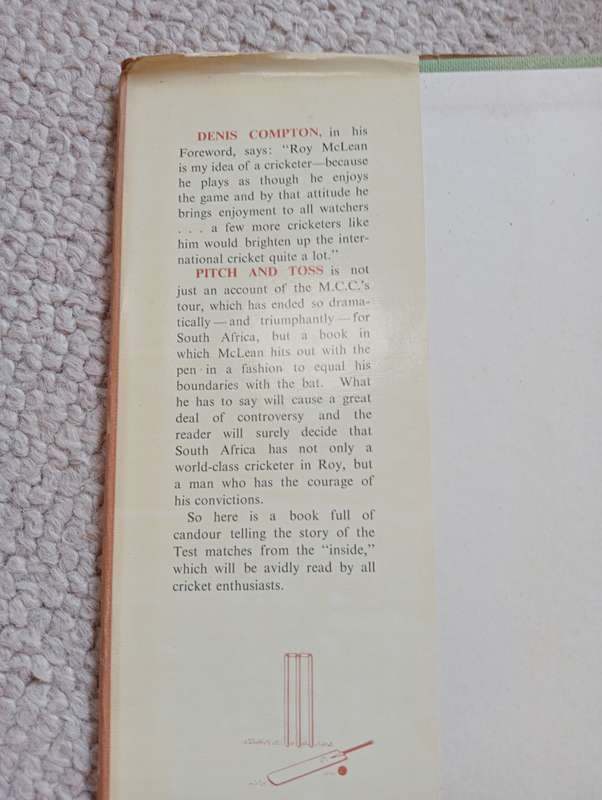 DENIS COMPTON, in his
Foreword, says: "Roy McLean
is my idea of a cricketer—because
he plays as though he enjoys
the game and by that attitude he
brings enjoyment to all watchers
. . . a few more cricketers like
him would brighten up the inter-
national cricket quite a lot."
PITCH AND TOSS is not
just an account of the M.C.C.'s
tour, which has ended so drama-
tically—and triumphantly—for
South Africa, but a book in
which McLean hits out with the
pen in a fashion to equal his
boundaries with the bat. What
he has to say will cause a great
deal of controversy and the
reader will surely decide that
South Africa has not only a
world-class cricketer in Roy, but
a man who has the courage of
his convictions.
So here is a book full of
candour telling the story of the
Test matches from the "inside,"
which will be avidly read by all
cricket enthusiasts.